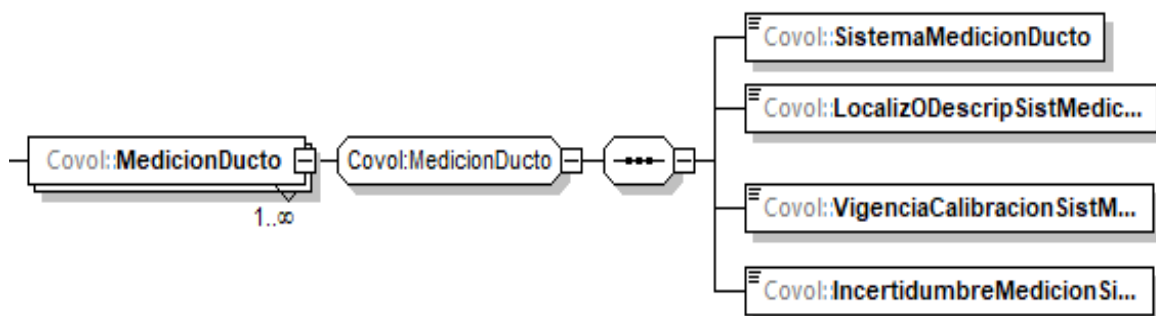 Covol::SistemaMedicionDucto
Covol::LocalizODescripSistMedic...
Covol::MedicionDucto
Covol:MedicionDucto
1..∞
Covol::VigenciaCalibracionSistM...
Covol::IncertidumbreMedicionSi...